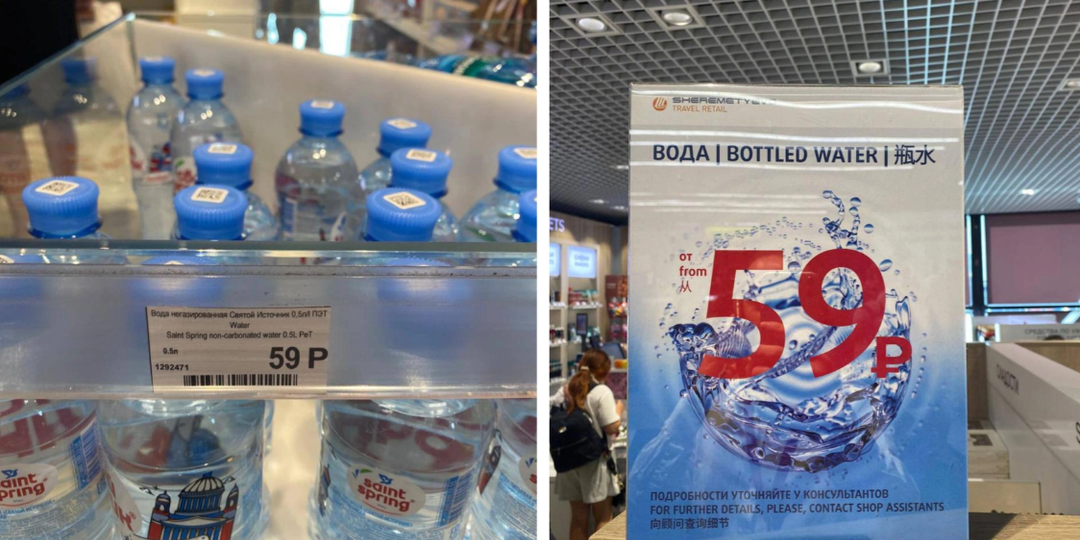 Вода негазированная Святой Источник 0,5л/l ПЭТ
Water
Saint Spring non-carbonated water 0.5l, PeT
0.5л
59 Р
1292471
saint
spring
saint
spring
SHEREMETYEVO
TRAVEL RETAIL
ВОДА | BOTTLED WATER | 瓶水
от
from
从
59 ₽
ПОДРОБНОСТИ УТОЧНЯЙТЕ У КОНСУЛЬТАНТОВ
FOR FURTHER DETAILS, PLEASE, CONTACT SHOP ASSISTANTS
向顾问查询细节